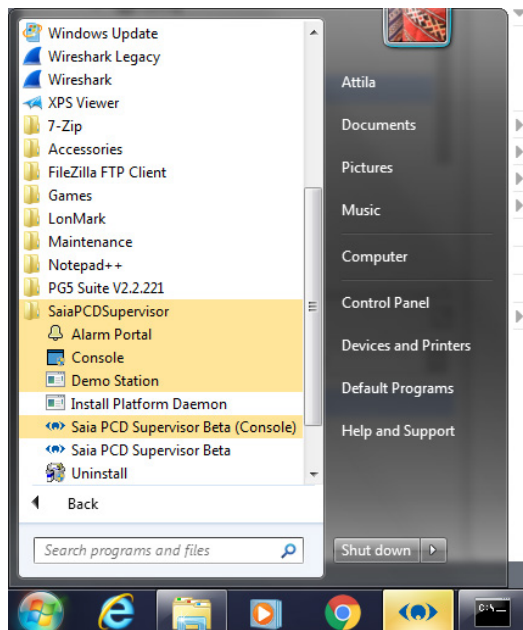 Windows Update
Wireshark Legacy
Wireshark
XPS Viewer
7-Zip
Accessories
FileZilla FTP Client
Games
LonMark
Maintenance
Notepad++
PG5 Suite V2.2.221
SaiaPCDSupervisor
Alarm Portal
Console
Demo Station
Install Platform Daemon
Saia PCD Supervisor Beta (Console)
Saia PCD Supervisor Beta
Uninstall
Back
Search programs and files
Attila
Documents
Pictures
Music
Computer
Control Panel
Devices and Printers
Default Programs
Help and Support
Shut down
C:\_